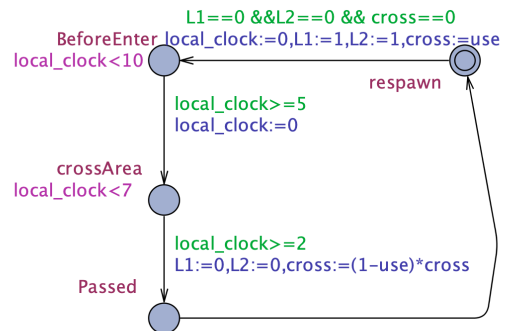 L1==0 &&L2==0 && cross==0
BeforeEnter local_clock:=0,L1:=1,L2:=1,cross:=use
local_clock<10
respawn
local_clock>=5
local_clock:=0
crossArea
local_clock<7
local_clock>=2
L1:=0,L2:=0,cross:=(1-use)*cross
Passed